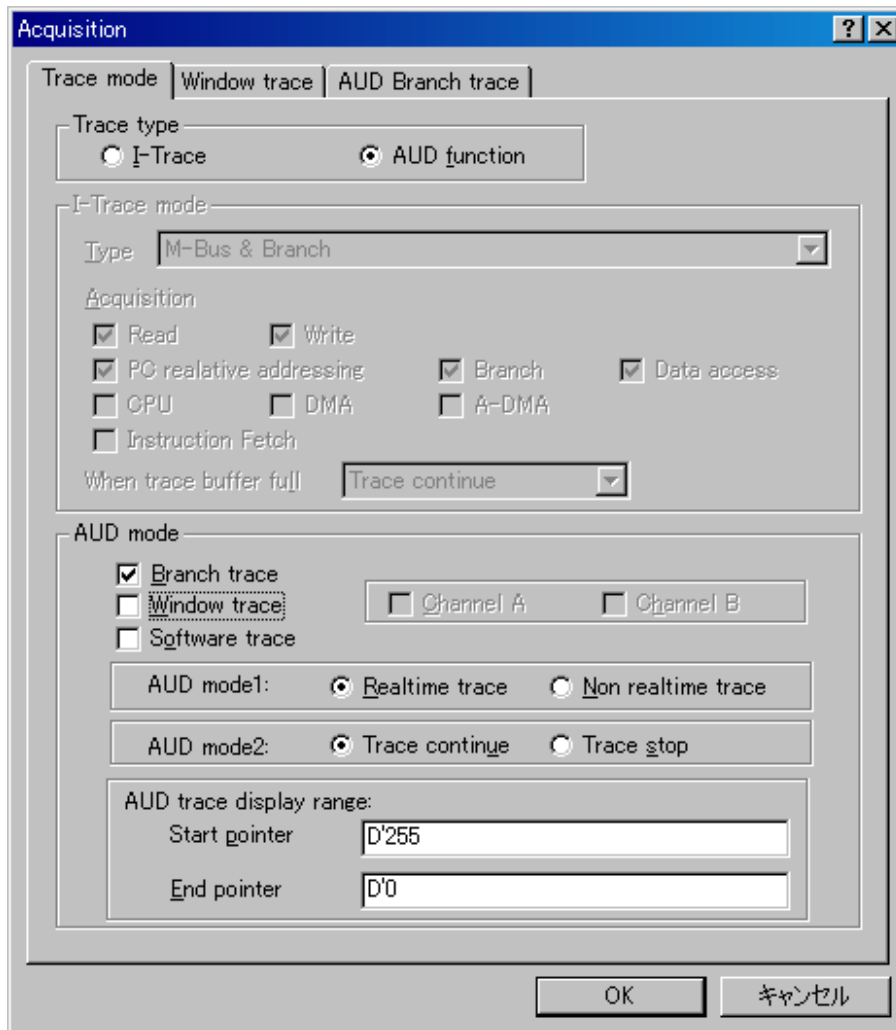 Acquisition
Trace mode Window trace AUD Branch trace
Trace type
I-Trace AUD function
I-Trace mode
Type M-Bus & Branch
Acquisition
Read Write
PC realative addressing Branch Data access
CPU DMA A-DMA
Instruction Fetch
When trace buffer full Trace continue
AUD mode
Branch trace
Window trace Channel A Channel B
Software trace
AUD mode1: Realtime trace Non realtime trace
AUD mode2: Trace continue Trace stop
AUD trace display range:
Start pointer D'255
End pointer D'0
OK キャンセル